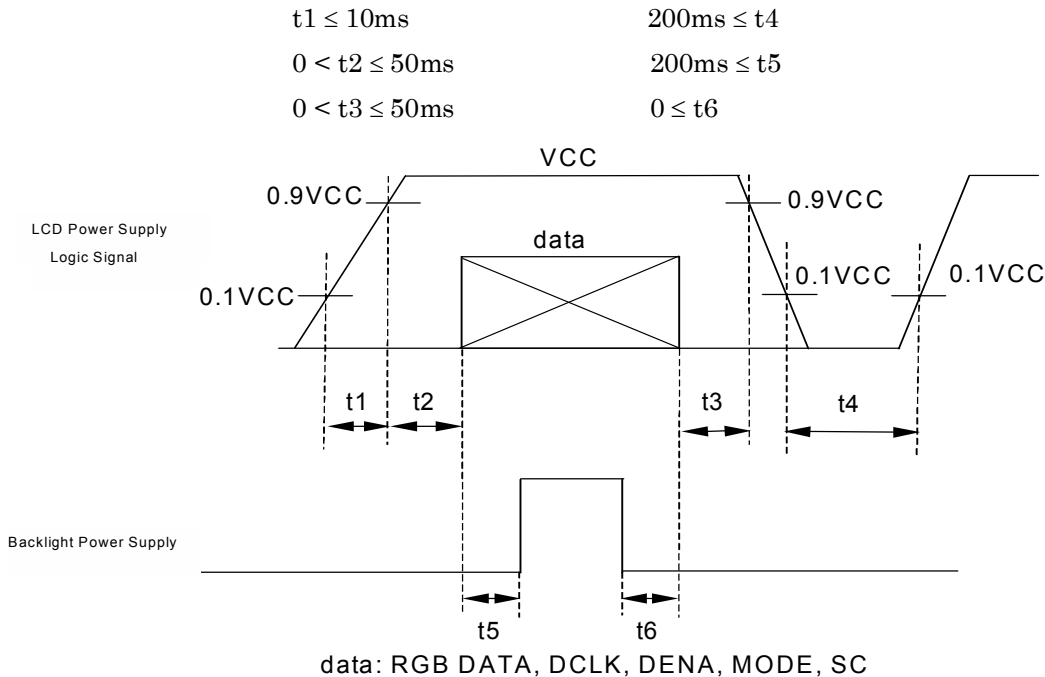 t1 ≤ 10ms 200ms ≤ t4
0 < t2 ≤ 50ms 200ms ≤ t5
0 < t3 ≤ 50ms 0 ≤ t6
VCC
0.9VCC 0.9VCC
LCD Power Supply
Logic Signal
data
0.1VCC 0.1VCC 0.1VCC
t1 t2 t3 t4
Backlight Power Supply
t5 t6
data: RGB DATA, DCLK, DENA, MODE, SC